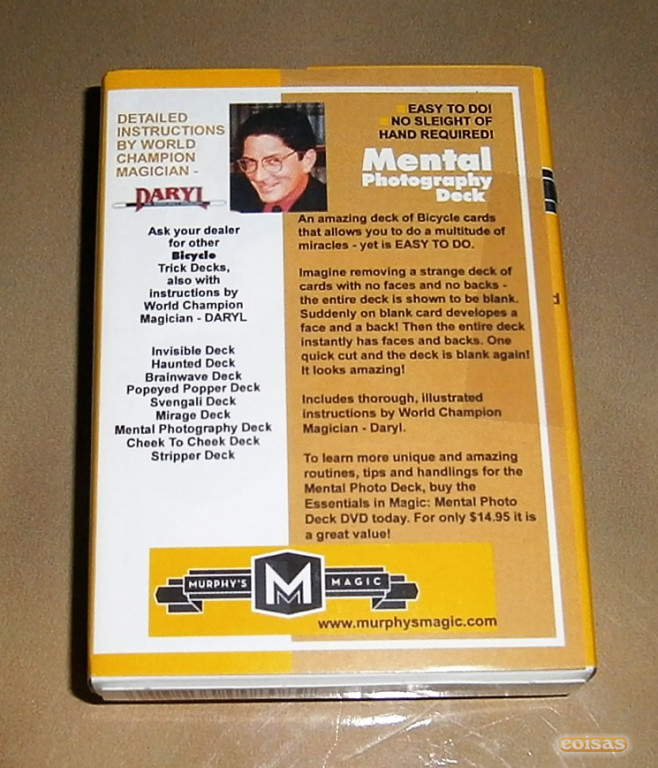 DETAILED
INSTRUCTIONS
BY WORLD
CHAMPION
MAGICIAN -
DARYL
Ask your dealer
for other
Bicycle
Trick Decks,
also with
instructions by
World Champion
Magician - DARYL
Invisible Deck
Haunted Deck
Brainwave Deck
Popeyed Popper Deck
Svengali Deck
Mirage Deck
Mental Photography Deck
Cheek To Cheek Deck
Stripper Deck
EASY TO DO!
NO SLEIGHT OF
HAND REQUIRED!
Mental
Photography
Deck
An amazing deck of Bicycle cards
that allows you to do a multitude of
miracles - yet is EASY TO DO.
Imagine removing a strange deck of
cards with no faces and no backs -
the entire deck is shown to be blank.
Suddenly on blank card developes a
face and a back! Then the entire deck
instantly has faces and backs. One
quick cut and the deck is blank again!
It looks amazing!
Includes thorough, illustrated
instructions by World Champion
Magician - Daryl.
To learn more unique and amazing
routines, tips and handlings for the
Mental Photo Deck, buy the
Essentials in Magic: Mental Photo
Deck DVD today. For only $14.95 it is
a great value!
MURPHY'S M MAGIC
www.murphysmagic.com
coisas